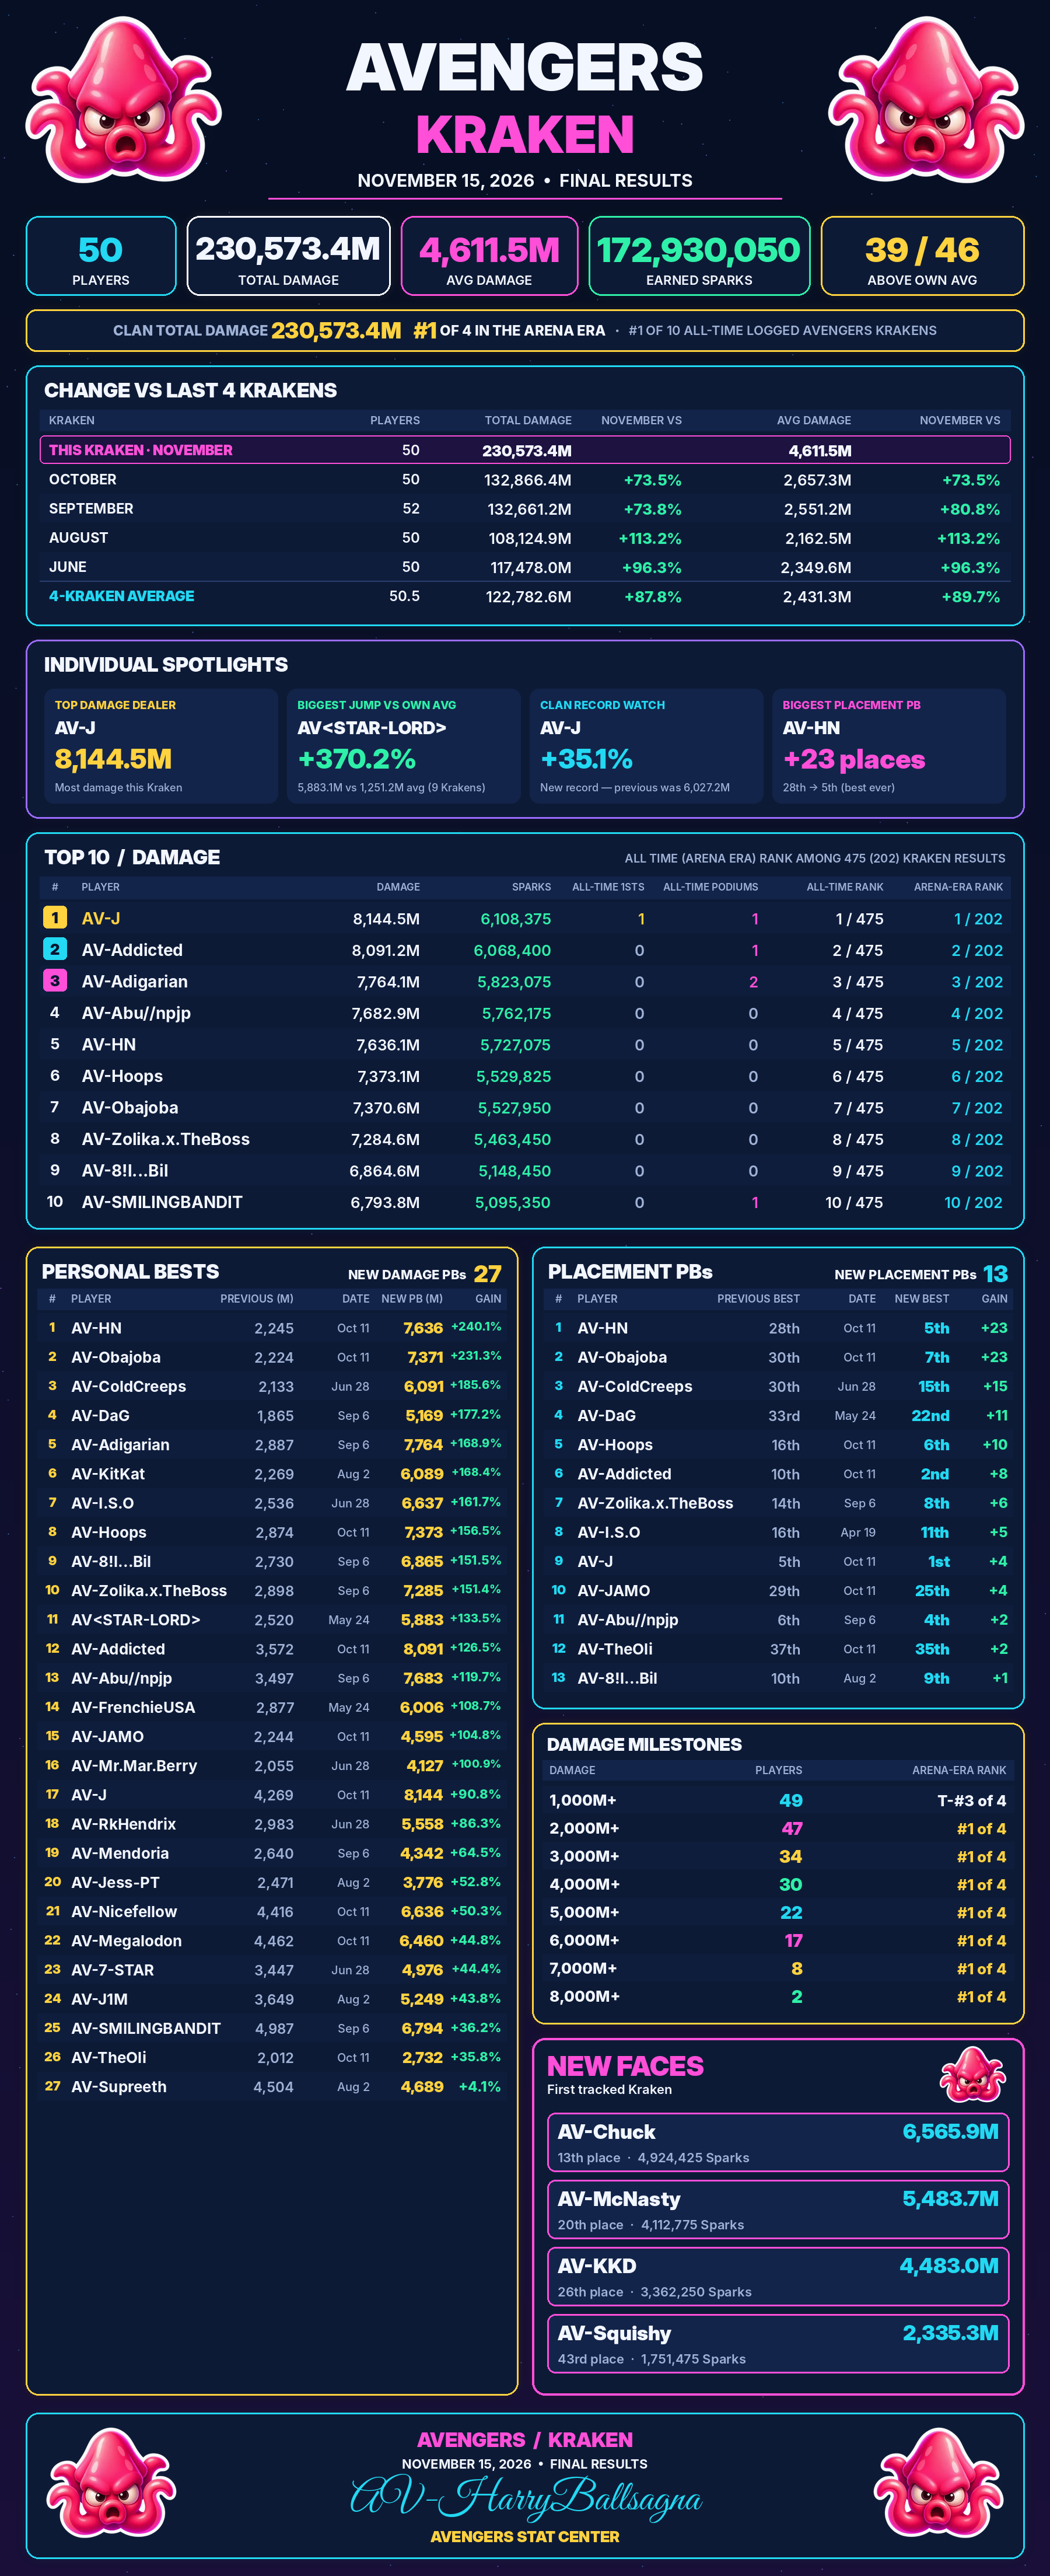 AVENGERS
KRAKEN
NOVEMBER 15, 2026 • FINAL RESULTS
50 230,573.4M 4,611.5M 172,930,050 39 / 46
PLAYERS TOTAL DAMAGE AVG DAMAGE EARNED SPARKS ABOVE OWN AVG
CLAN TOTAL DAMAGE 230,573.4M #1 OF 4 IN THE ARENA ERA · #1 OF 10 ALL-TIME LOGGED AVENGERS KRAKENS
CHANGE VS LAST 4 KRAKENS
KRAKEN PLAYERS TOTAL DAMAGE NOVEMBER VS AVG DAMAGE NOVEMBER VS
THIS KRAKEN · NOVEMBER 50 230,573.4M 4,611.5M
OCTOBER 50 132,866.4M +73.5% 2,657.3M +73.5%
SEPTEMBER 52 132,661.2M +73.8% 2,551.2M +80.8%
AUGUST 50 108,124.9M +113.2% 2,162.5M +113.2%
JUNE 50 117,478.0M +96.3% 2,349.6M +96.3%
4-KRAKEN AVERAGE 50.5 122,782.6M +87.8% 2,431.3M +89.7%
INDIVIDUAL SPOTLIGHTS
TOP DAMAGE DEALER
AV-J
8,144.5M
Most damage this Kraken
BIGGEST JUMP VS OWN AVG
AV<STAR-LORD>
+370.2%
5,883.1M vs 1,251.2M avg (9 Krakens)
CLAN RECORD WATCH
AV-J
+35.1%
New record — previous was 6,027.2M
BIGGEST PLACEMENT PB
AV-HN
+23 places
28th → 5th (best ever)
TOP 10 / DAMAGE ALL TIME (ARENA ERA) RANK AMONG 475 (202) KRAKEN RESULTS
# PLAYER DAMAGE SPARKS ALL-TIME 1STS ALL-TIME PODIUMS ALL-TIME RANK ARENA-ERA RANK
1 AV-J 8,144.5M 6,108,375 1 1 1 / 475 1 / 202
2 AV-Addicted 8,091.2M 6,068,400 0 1 2 / 475 2 / 202
3 AV-Adigarian 7,764.1M 5,823,075 0 2 3 / 475 3 / 202
4 AV-Abu//npjp 7,682.9M 5,762,175 0 0 4 / 475 4 / 202
5 AV-HN 7,636.1M 5,727,075 0 0 5 / 475 5 / 202
6 AV-Hoops 7,373.1M 5,529,825 0 0 6 / 475 6 / 202
7 AV-Obajoba 7,370.6M 5,527,950 0 0 7 / 475 7 / 202
8 AV-Zolika.x.TheBoss 7,284.6M 5,463,450 0 0 8 / 475 8 / 202
9 AV-8!l...Bil 6,864.6M 5,148,450 0 0 9 / 475 9 / 202
10 AV-SMILINGBANDIT 6,793.8M 5,095,350 0 1 10 / 475 10 / 202
PERSONAL BESTS NEW DAMAGE PBs 27
# PLAYER PREVIOUS (M) DATE NEW PB (M) GAIN
1 AV-HN 2,245 Oct 11 7,636 +240.1%
2 AV-Obajoba 2,224 Oct 11 7,371 +231.3%
3 AV-ColdCreeps 2,133 Jun 28 6,091 +185.6%
4 AV-DaG 1,865 Sep 6 5,169 +177.2%
5 AV-Adigarian 2,887 Sep 6 7,764 +168.9%
6 AV-KitKat 2,269 Aug 2 6,089 +168.4%
7 AV-I.S.O 2,536 Jun 28 6,637 +161.7%
8 AV-Hoops 2,874 Oct 11 7,373 +156.5%
9 AV-8!l...Bil 2,730 Sep 6 6,865 +151.5%
10 AV-Zolika.x.TheBoss 2,898 Sep 6 7,285 +151.4%
11 AV<STAR-LORD> 2,520 May 24 5,883 +133.5%
12 AV-Addicted 3,572 Oct 11 8,091 +126.5%
13 AV-Abu//npjp 3,497 Sep 6 7,683 +119.7%
14 AV-FrenchieUSA 2,877 May 24 6,006 +108.7%
15 AV-JAMO 2,244 Oct 11 4,595 +104.8%
16 AV-Mr.Mar.Berry 2,055 Jun 28 4,127 +100.9%
17 AV-J 4,269 Oct 11 8,144 +90.8%
18 AV-RkHendrix 2,983 Jun 28 5,558 +86.3%
19 AV-Mendoria 2,640 Sep 6 4,342 +64.5%
20 AV-Jess-PT 2,471 Aug 2 3,776 +52.8%
21 AV-Nicefellow 4,416 Oct 11 6,636 +50.3%
22 AV-Megalodon 4,462 Oct 11 6,460 +44.8%
23 AV-7-STAR 3,447 Jun 28 4,976 +44.4%
24 AV-J1M 3,649 Aug 2 5,249 +43.8%
25 AV-SMILINGBANDIT 4,987 Sep 6 6,794 +36.2%
26 AV-TheOli 2,012 Oct 11 2,732 +35.8%
27 AV-Supreeth 4,504 Aug 2 4,689 +4.1%
PLACEMENT PBs NEW PLACEMENT PBs 13
# PLAYER PREVIOUS BEST DATE NEW BEST GAIN
1 AV-HN 28th Oct 11 5th +23
2 AV-Obajoba 30th Oct 11 7th +23
3 AV-ColdCreeps 30th Jun 28 15th +15
4 AV-DaG 33rd May 24 22nd +11
5 AV-Hoops 16th Oct 11 6th +10
6 AV-Addicted 10th Oct 11 2nd +8
7 AV-Zolika.x.TheBoss 14th Sep 6 8th +6
8 AV-I.S.O 16th Apr 19 11th +5
9 AV-J 5th Oct 11 1st +4
10 AV-JAMO 29th Oct 11 25th +4
11 AV-Abu//npjp 6th Sep 6 4th +2
12 AV-TheOli 37th Oct 11 35th +2
13 AV-8!l...Bil 10th Aug 2 9th +1
DAMAGE MILESTONES
DAMAGE PLAYERS ARENA-ERA RANK
1,000M+ 49 T-#3 of 4
2,000M+ 47 #1 of 4
3,000M+ 34 #1 of 4
4,000M+ 30 #1 of 4
5,000M+ 22 #1 of 4
6,000M+ 17 #1 of 4
7,000M+ 8 #1 of 4
8,000M+ 2 #1 of 4
NEW FACES
First tracked Kraken
AV-Chuck 6,565.9M
13th place · 4,924,425 Sparks
AV-McNasty 5,483.7M
20th place · 4,112,775 Sparks
AV-KKD 4,483.0M
26th place · 3,362,250 Sparks
AV-Squishy 2,335.3M
43rd place · 1,751,475 Sparks
AVENGERS / KRAKEN
NOVEMBER 15, 2026 • FINAL RESULTS
AV-HarryBallsagna
AVENGERS STAT CENTER